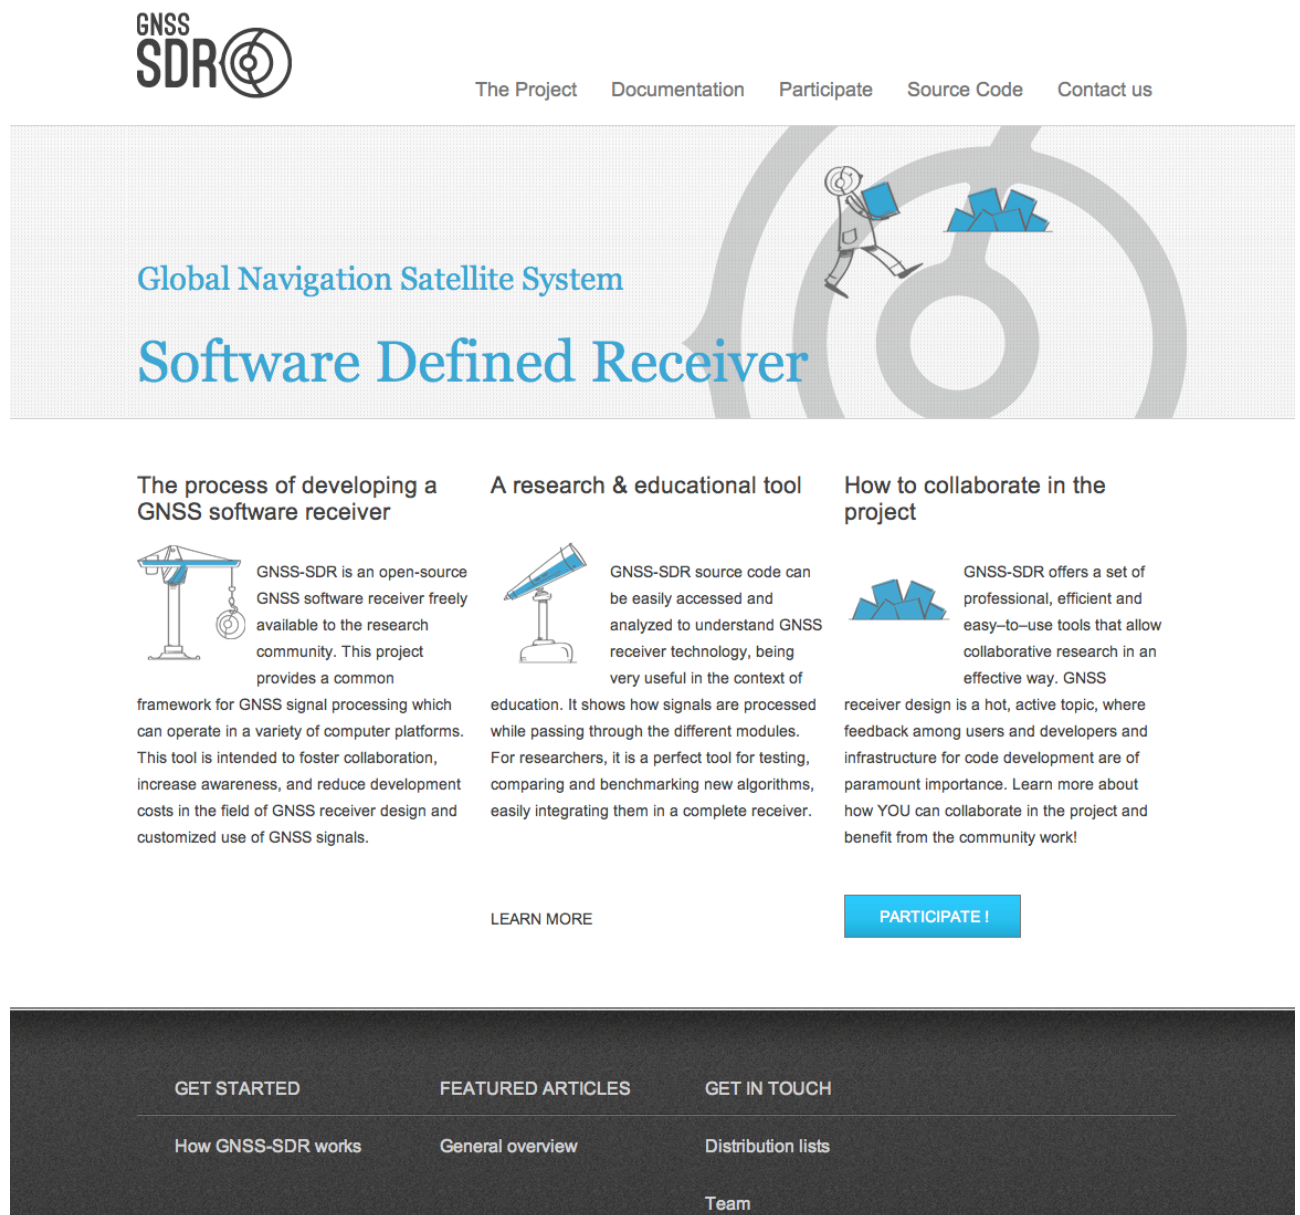 GNSS
SDR
The Project
Documentation
Participate
Source Code
Contact us
Global Navigation Satellite System
Software Defined Receiver
The process of developing a
GNSS software receiver
GNSS-SDR is an open-source
GNSS software receiver freely
available to the research
community. This project
provides a common
framework for GNSS signal processing which
can operate in a variety of computer platforms.
This tool is intended to foster collaboration,
increase awareness, and reduce development
costs in the field of GNSS receiver design and
customized use of GNSS signals.
A research & educational tool
GNSS-SDR source code can
be easily accessed and
analyzed to understand GNSS
receiver technology, being
very useful in the context of
education. It shows how signals are processed
while passing through the different modules.
For researchers, it is a perfect tool for testing,
comparing and benchmarking new algorithms,
easily integrating them in a complete receiver.
LEARN MORE
How to collaborate in the
project
GNSS-SDR offers a set of
professional, efficient and
easy–to–use tools that allow
collaborative research in an
effective way. GNSS
receiver design is a hot, active topic, where
feedback among users and developers and
infrastructure for code development are of
paramount importance. Learn more about
how YOU can collaborate in the project and
benefit from the community work!
PARTICIPATE !
GET STARTED
How GNSS-SDR works
FEATURED ARTICLES
General overview
GET IN TOUCH
Distribution lists
Team